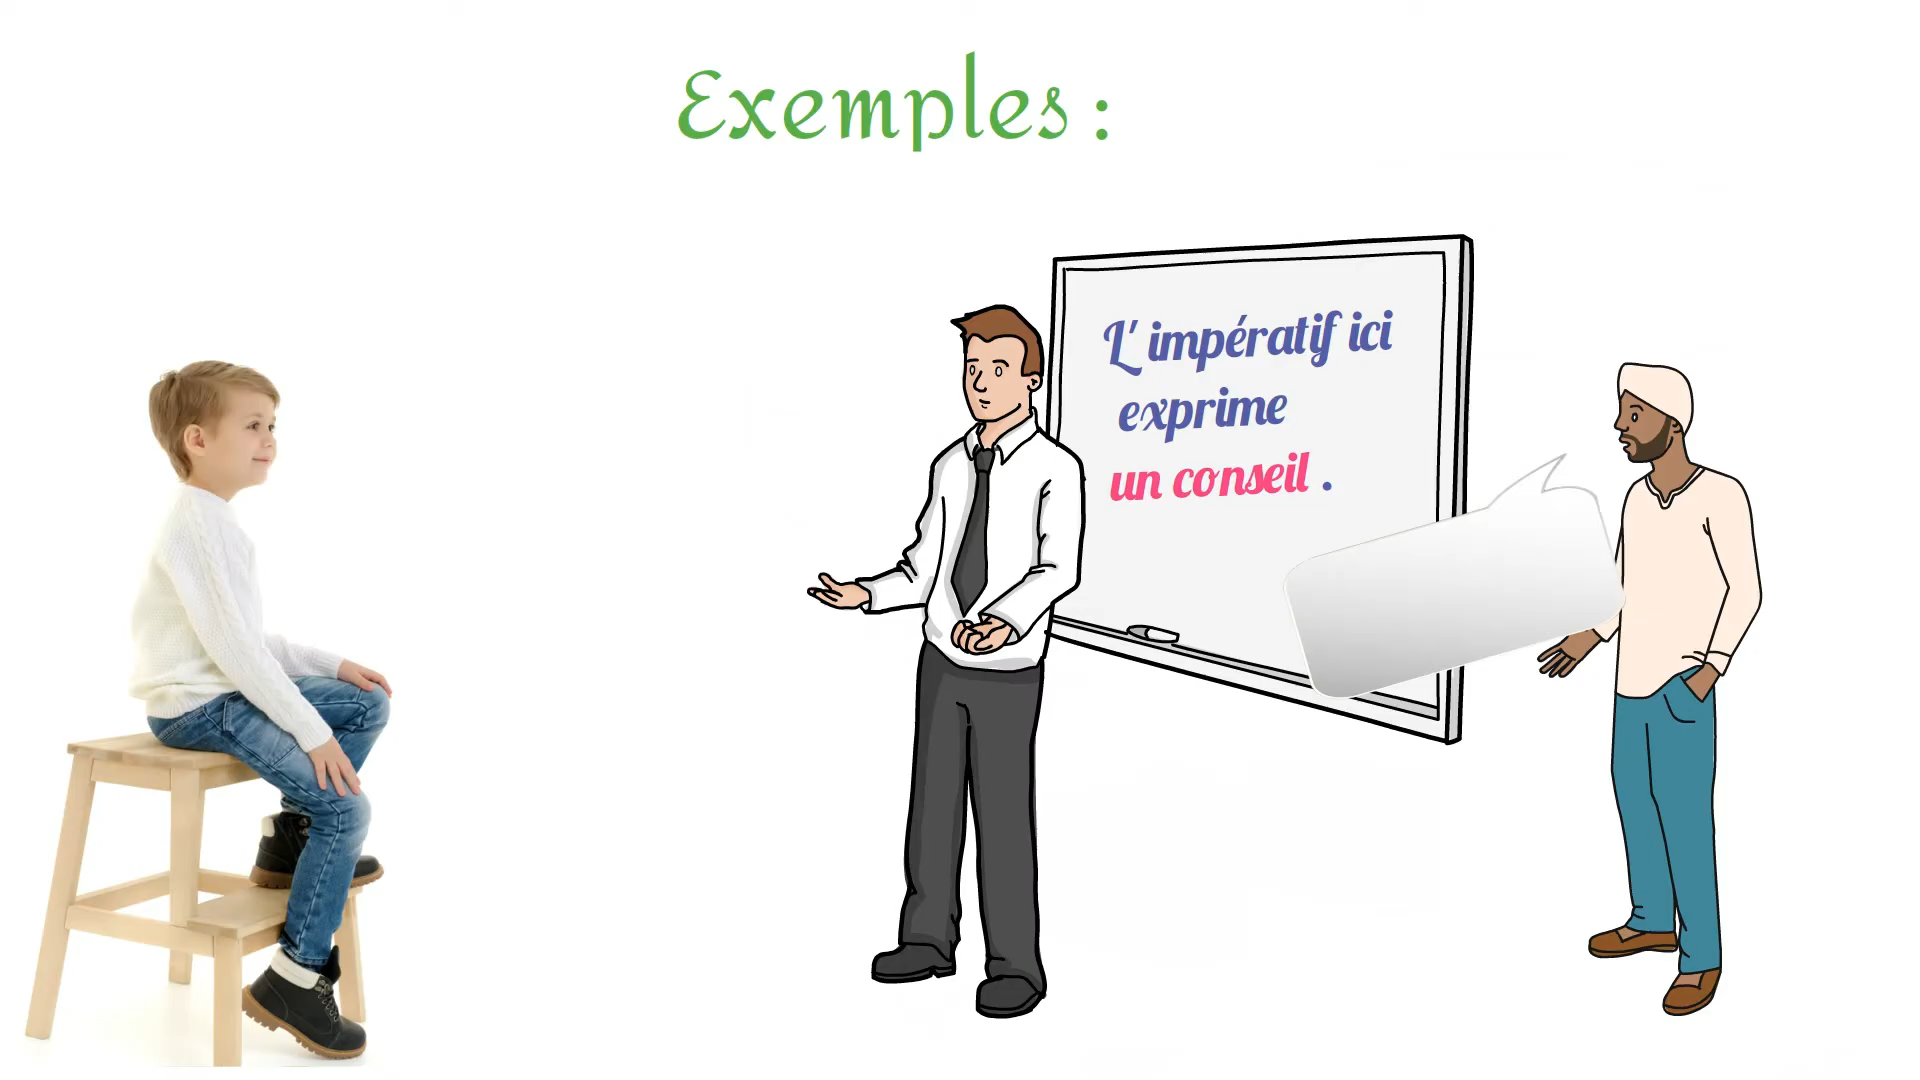 Exemples :
L' impératif ici
exprime
un conseil .